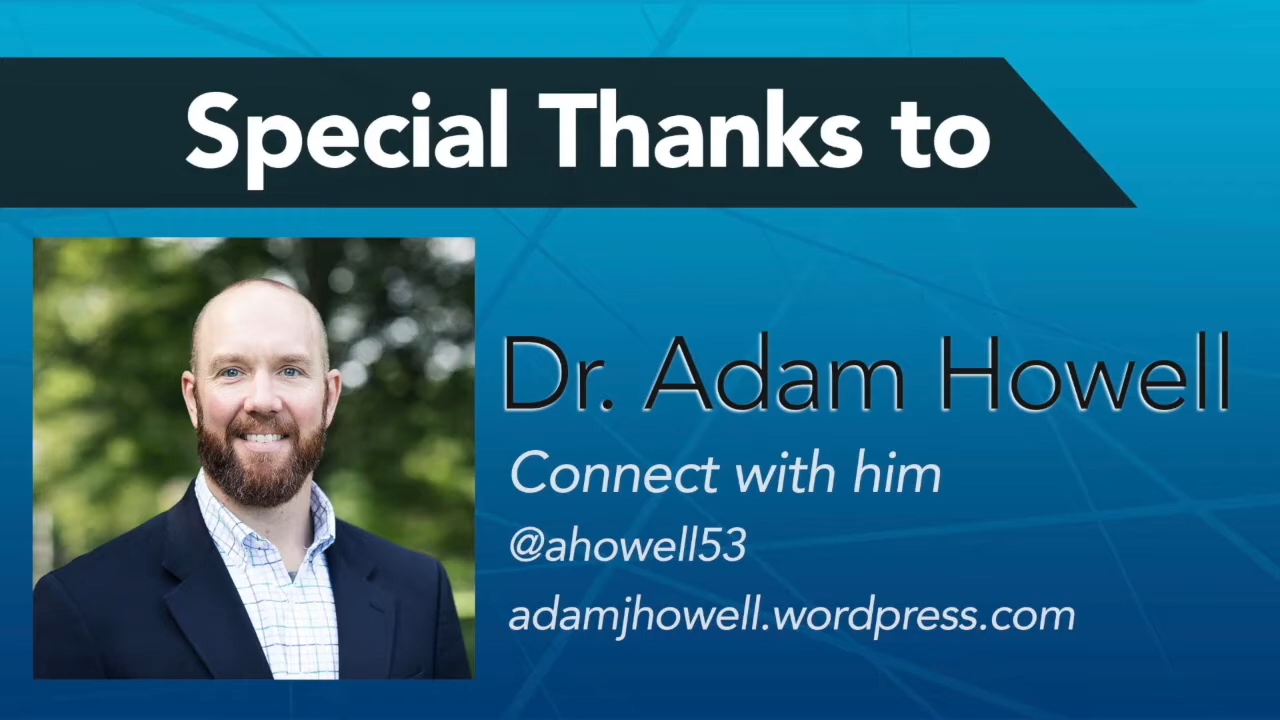 Special Thanks to
Dr. Adam Howell
Connect with him
@ahowell53
adamjhowell.wordpress.com